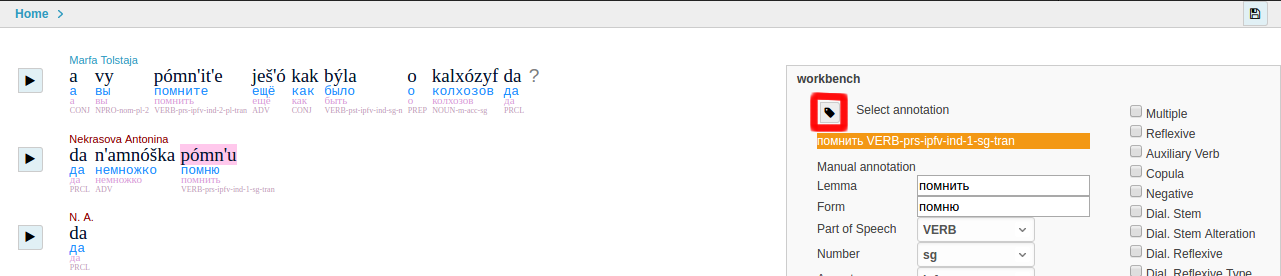 Home >
Marfa Tolstaja
a vy pómn'it'e ješ'ó kak býla o kalxózyf da ?
а вы помните ещё как было о колхозов да
а вы помнить ещё как быть о колхозов да
CONJ NPRO-nom-pl-2 VERB-prs-ipfv-ind-2-pl-tran ADV CONJ VERB-pst-ipfv-ind-sg-n PREP NOUN-m-acc-sg PRCL
Nekrasova Antonina
da n'amnóška pómn'u
да немножко помню
да немножко помнить
PRCL ADV VERB-prs-ipfv-ind-1-sg-tran
N. A.
da
да
да
PRCL
workbench
Select annotation
помнить VERB-prs-ipfv-ind-1-sg-tran
Manual annotation
Lemma помнить
Form помню
Part of Speech VERB
Number sg
Multiple
Reflexive
Auxiliary Verb
Copula
Negative
Dial. Stem
Dial. Stem Alteration
Dial. Reflexive
Dial. Reflexive Type